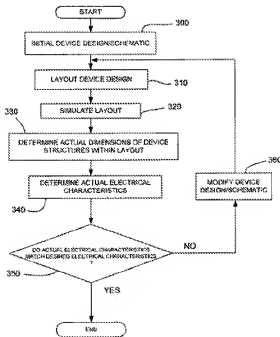 START
300
INITIAL DEVICE DESIGN/SCHEMATIC
LAYOUT DEVICE DESIGN
310
SIMULATE LAYOUT
320
330
DETERMINE ACTUAL DIMENSIONS OF DEVICE
STRUCTURES WITHIN LAYOUT
360
DETERMINE ACTUAL ELECTRICAL
CHARACTERISTICS
340
MODIFY DEVICE
DESIGN/SCHEMATIC
DO ACTUAL ELECTRICAL CHARACTERISTICS
MATCH DESIRED ELECTRICAL CHARACTERISTICS
?
NO
350
YES
END